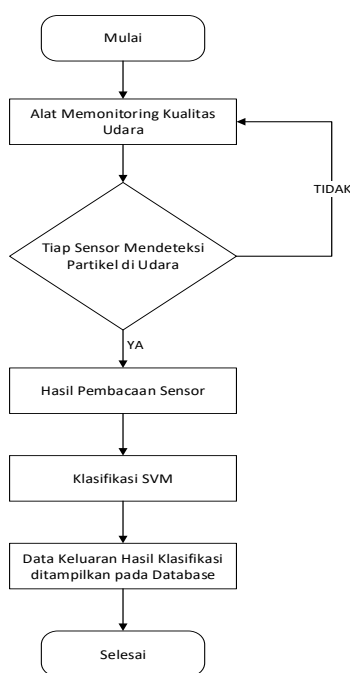 Mulai
Alat Memonitoring Kualitas
Udara
TIDAK
Tiap Sensor Mendeteksi
Partikel di Udara
YA
Hasil Pembacaan Sensor
Klasifikasi SVM
Data Keluaran Hasil Klasifikasi
ditampilkan pada Database
Selesai